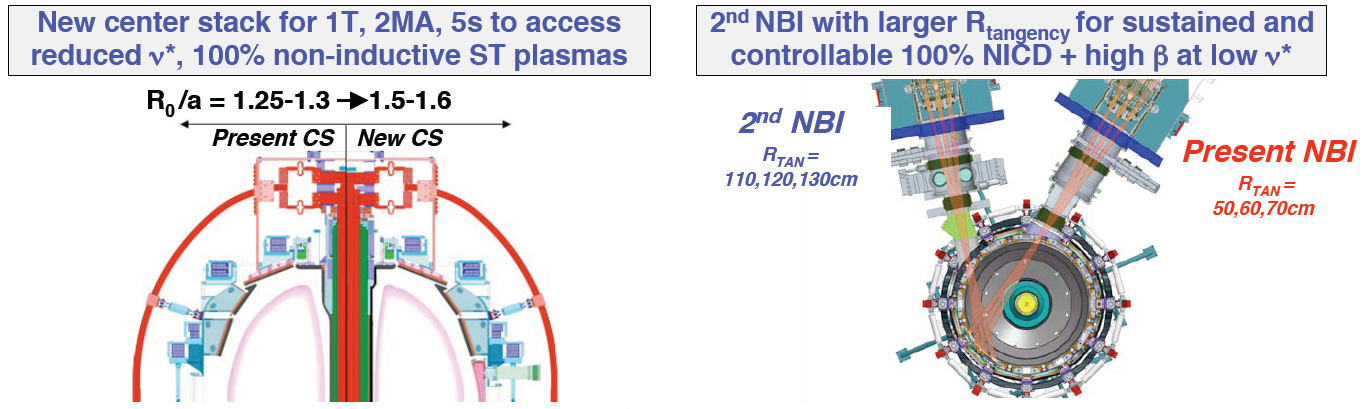 New center stack for 1T, 2MA, 5s to access
reduced ν*, 100% non-inductive ST plasmas
R0/a = 1.25-1.3 →1.5-1.6
Present CS New CS
2nd NBI with larger Rtangency for sustained and
controllable 100% NICD + high β at low ν*
2nd NBI
RTAN =
110,120,130cm
Present NBI
RTAN =
50,60,70cm